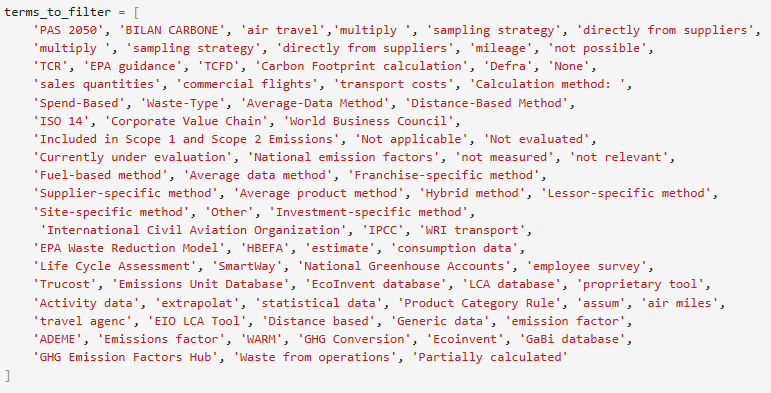 terms_to_filter = [
'PAS 2050', 'BILAN CARBONE', 'air travel','multiply ', 'sampling strategy', 'directly from suppliers',
'multiply ', 'sampling strategy', 'directly from suppliers', 'mileage', 'not possible',
'TCR', 'EPA guidance', 'TCFD', 'Carbon Footprint calculation', 'Defra', 'None',
'sales quantities', 'commercial flights', 'transport costs', 'Calculation method: ',
'Spend-Based', 'Waste-Type', 'Average-Data Method', 'Distance-Based Method',
'ISO 14', 'Corporate Value Chain', 'World Business Council',
'Included in Scope 1 and Scope 2 Emissions', 'Not applicable', 'Not evaluated',
'Currently under evaluation', 'National emission factors', 'not measured', 'not relevant',
'Fuel-based method', 'Average data method', 'Franchise-specific method',
'Supplier-specific method', 'Average product method', 'Hybrid method', 'Lessor-specific method',
'Site-specific method', 'Other', 'Investment-specific method',
'International Civil Aviation Organization', 'IPCC', 'WRI transport',
'EPA Waste Reduction Model', 'HBEFA', 'estimate', 'consumption data',
'Life Cycle Assessment', 'SmartWay', 'National Greenhouse Accounts', 'employee survey',
'Trucost', 'Emissions Unit Database', 'EcoInvent database', 'LCA database', 'proprietary tool',
'Activity data', 'extrapolat', 'statistical data', 'Product Category Rule', 'assum', 'air miles',
'travel agenc', 'EIO LCA Tool', 'Distance based', 'Generic data', 'emission factor',
'ADEME', 'Emissions factor', 'WARM', 'GHG Conversion', 'Ecoinvent', 'GaBi database',
'GHG Emission Factors Hub', 'Waste from operations', 'Partially calculated'
]